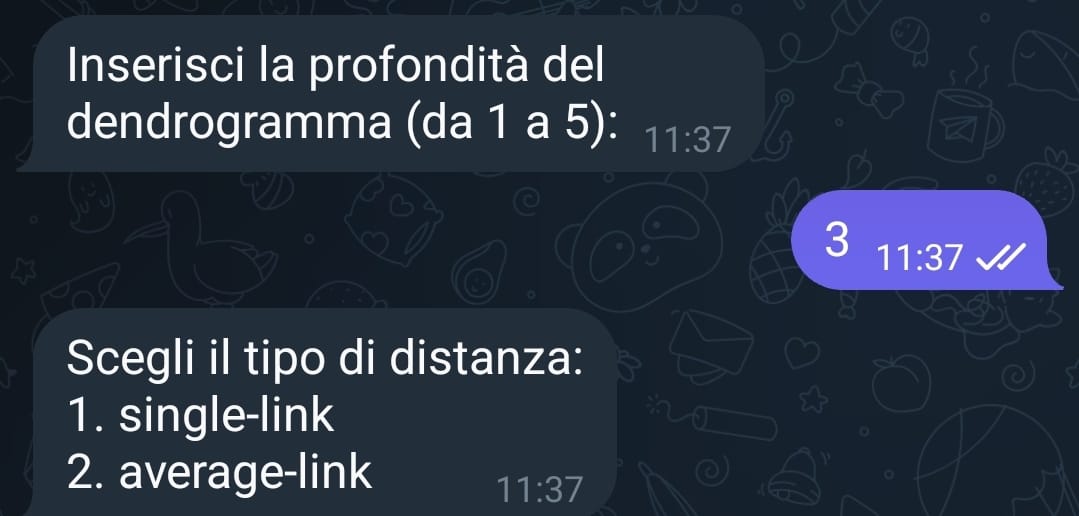 Inserisci la profondità del
dendrogramma (da 1 a 5):
11:37
3
11:37
Scegli il tipo di distanza:
1. single-link
2. average-link
11:37